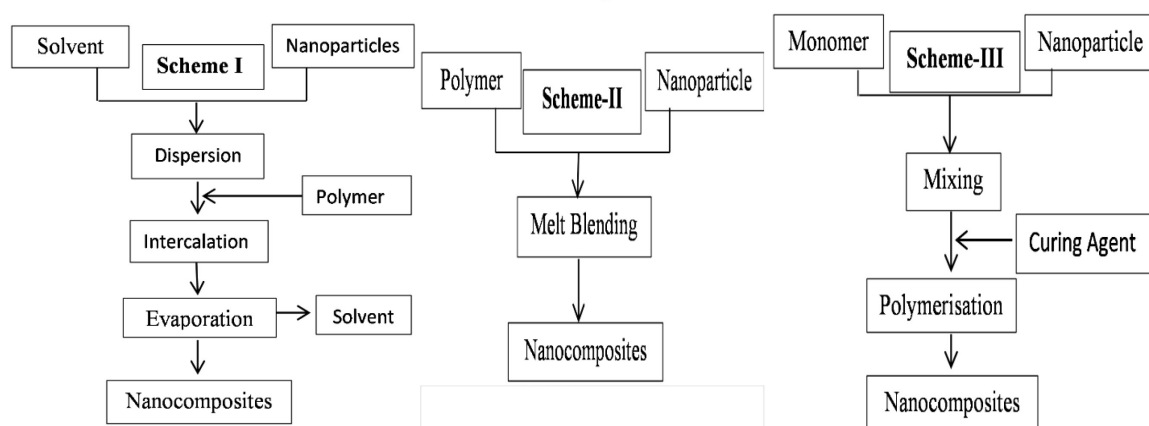 Solvent
Scheme I
Nanoparticles
Dispersion
Polymer
Intercalation
Evaporation
Solvent
Nanocomposites
Polymer
Scheme-II
Nanoparticle
Melt Blending
Nanocomposites
Monomer
Scheme-III
Nanoparticle
Mixing
Curing Agent
Polymerisation
Nanocomposites